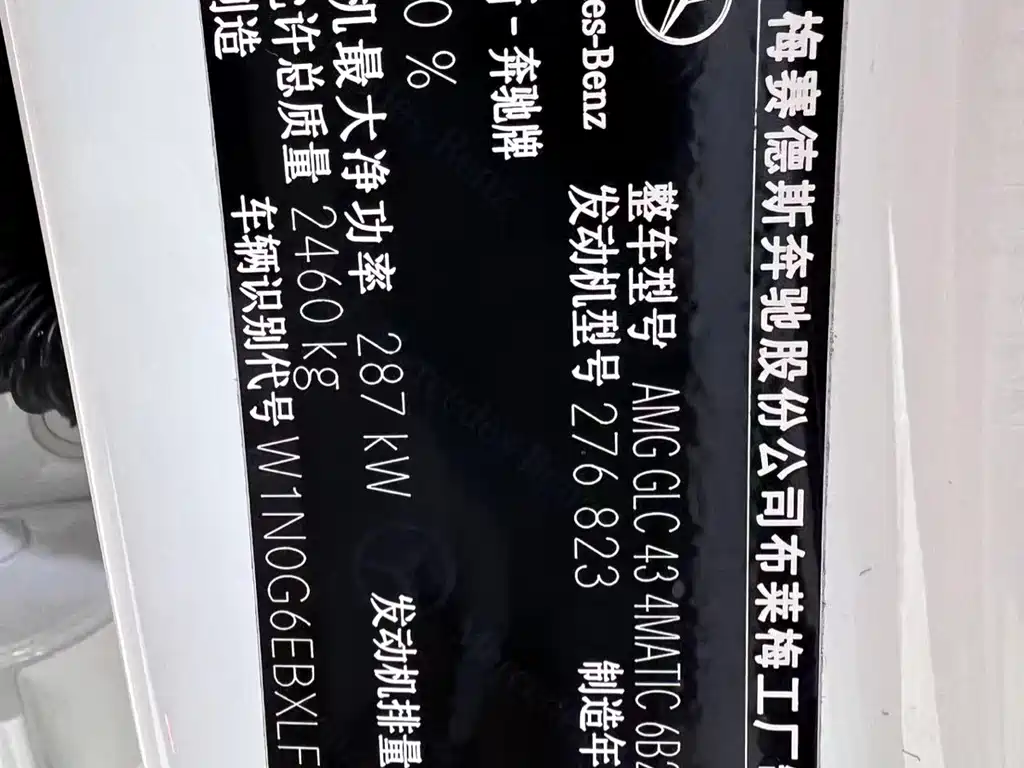 梅赛德斯奔驰股份公司布莱梅工厂
整车型号 AMG GLC 43 4MATIC 6B2
es-Benz
发动机型号 276 823 制造年
-奔驰牌
0 %
机最大净功率 287 kW 发动机排量
许总质量 2460 kg
造
车辆识别代号 W1N0G6EBXLF